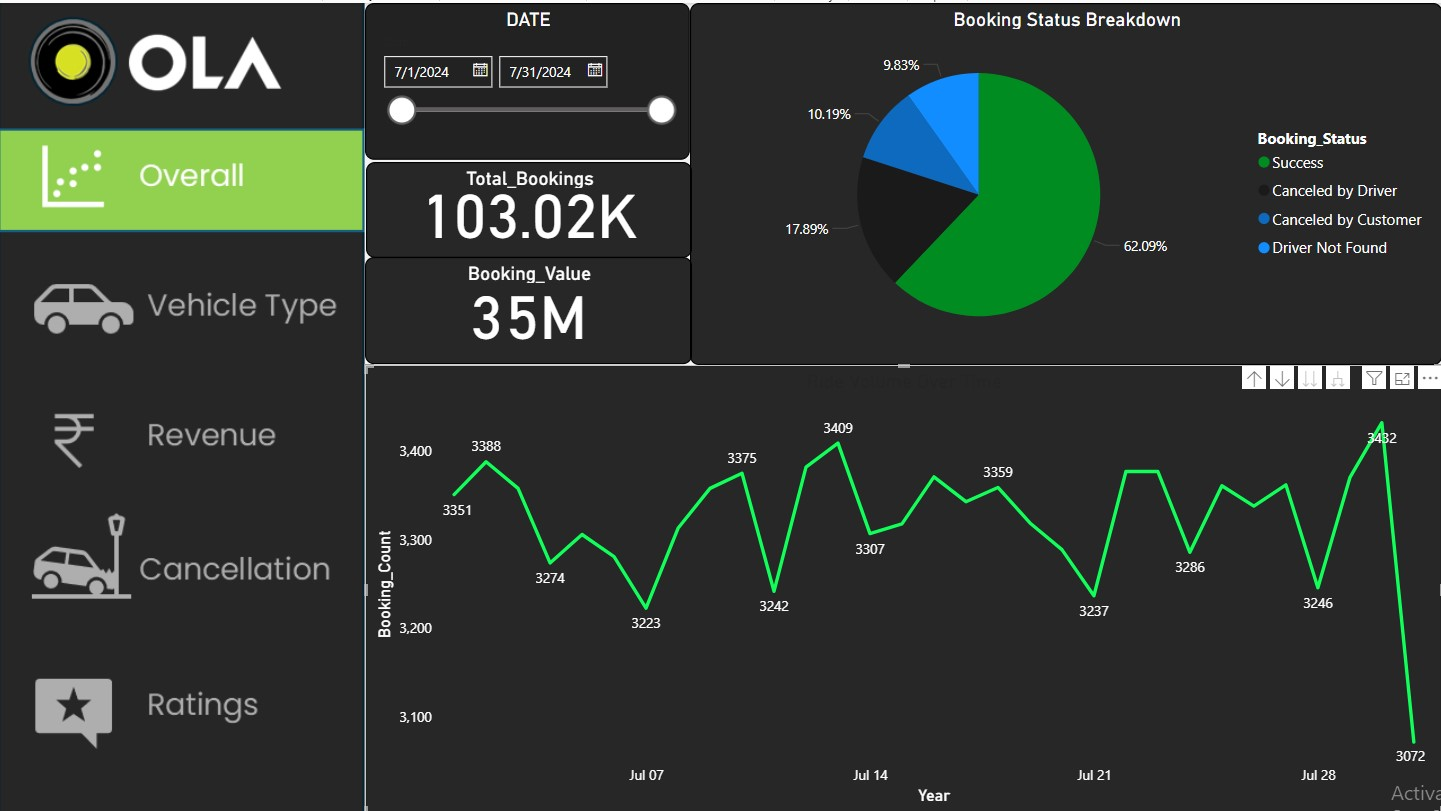 OLA
Overall
Vehicle Type
Revenue
Cancellation
Ratings
DATE
7/1/2024
7/31/2024
Total_Bookings
103.02K
Booking_Value
35M
Booking Status Breakdown
9.83%
10.19%
17.89%
62.09%
Booking_Status
Success
Canceled by Driver
Canceled by Customer
Driver Not Found
Booking_Count
3,400
3,300
3,200
3,100
3351
3388
3274
3223
3375
3242
3409
3307
3359
3237
3286
3246
3432
3072
Jul 07
Jul 14
Jul 21
Jul 28
Year